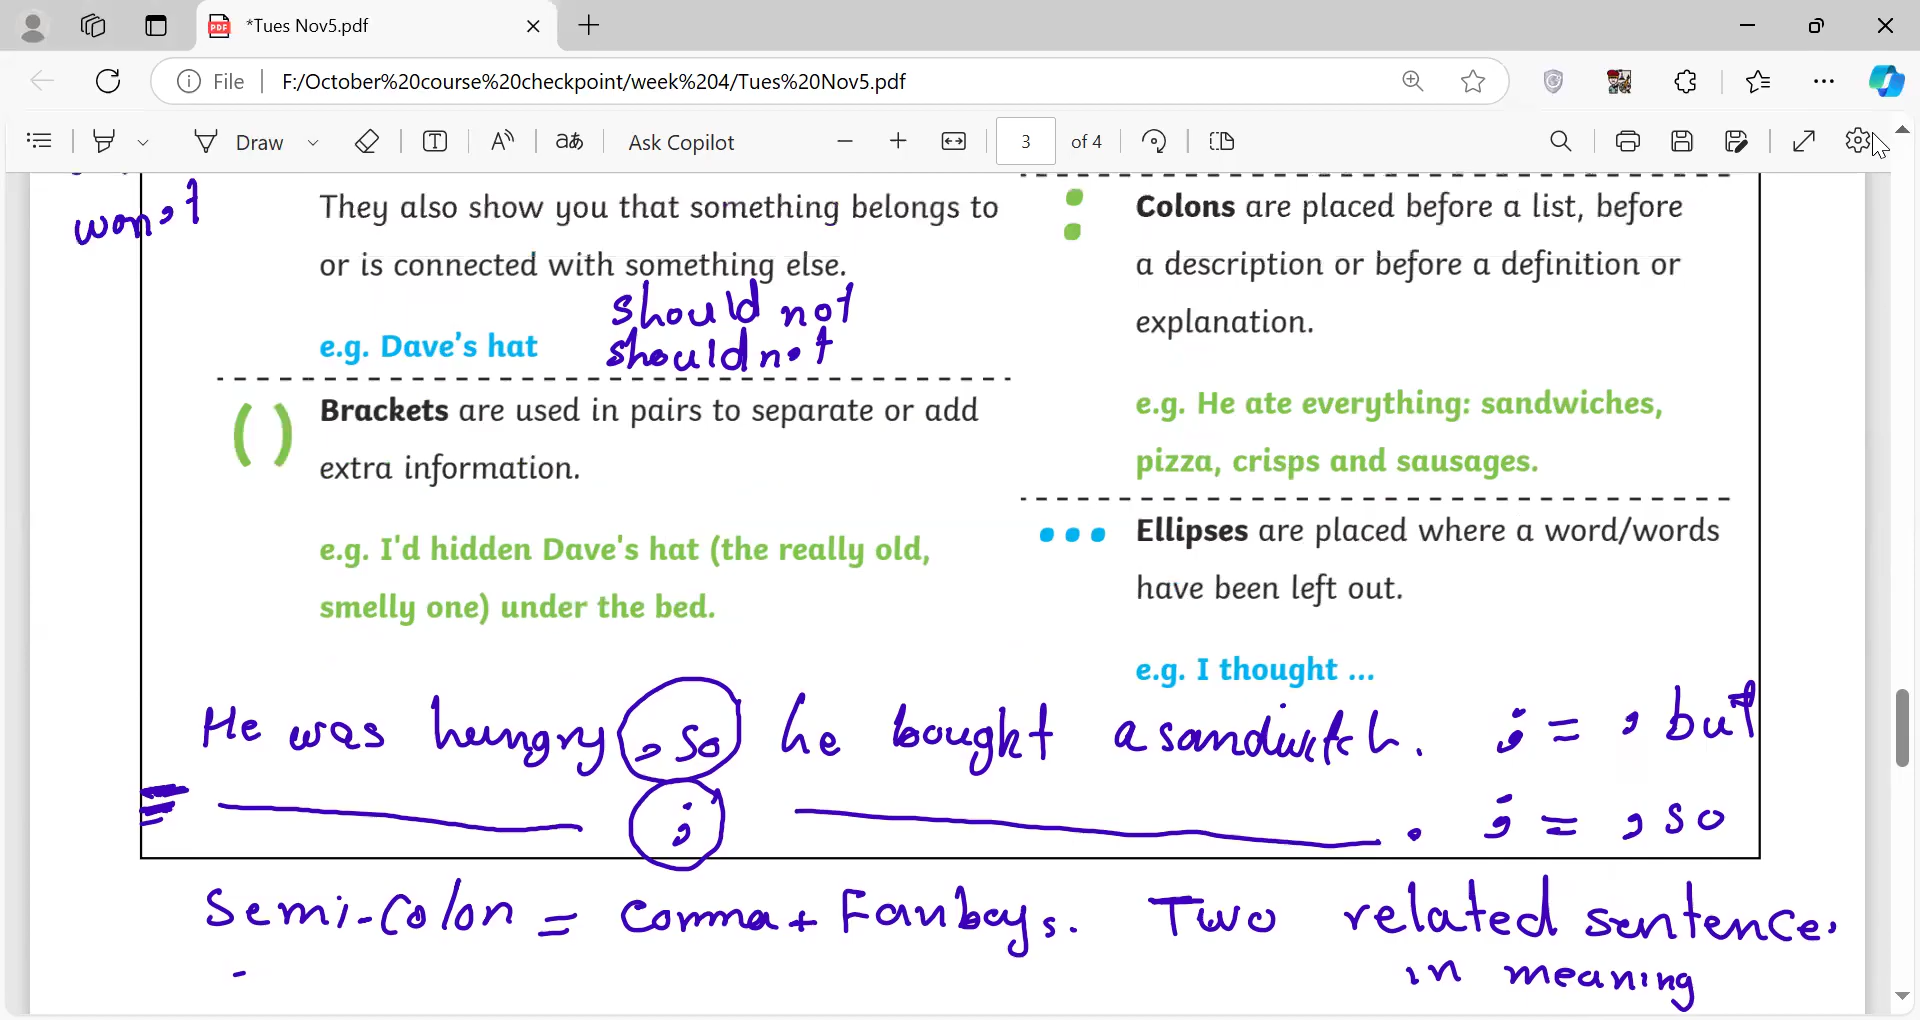 *Tues Nov5.pdf
File
F:/October%20course%20checkpoint/week%204/Tues%20Nov5.pdf
Draw
aあ
Ask Copilot
3 of 4
won,t
They also show you that something belongs to
or is connected with something else.
should not
e.g. Dave's hat
should n't
( ) Brackets are used in pairs to separate or add
extra information.
e.g. I'd hidden Dave's hat (the really old,
smelly one) under the bed.
: Colons are placed before a list, before
a description or before a definition or
explanation.
e.g. He ate everything: sandwiches,
pizza, crisps and sausages.
... Ellipses are placed where a word/words
have been left out.
e.g. I thought ...
He was hungry , so he bought a sandwitch. ; = , but
; . ; = , so
Semi-Colon = Comma + Fanboys. Two related sentence.
in meaning